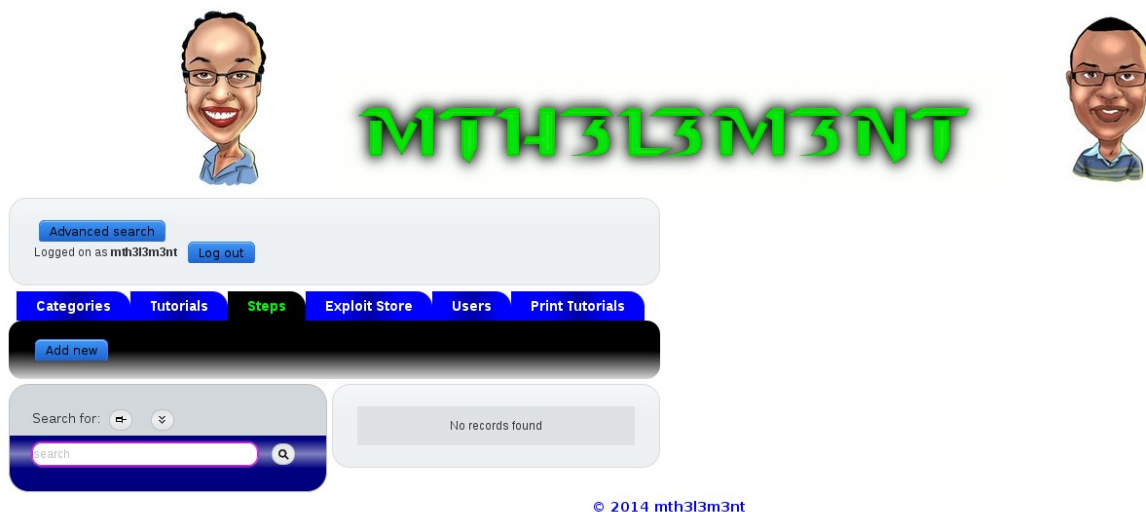 MTH3L3M3NT
Advanced search
Logged on as mth3l3m3nt Log out
Categories Tutorials Steps Exploit Store Users Print Tutorials
Add new
Search for:
search
No records found
© 2014 mth3l3m3nt